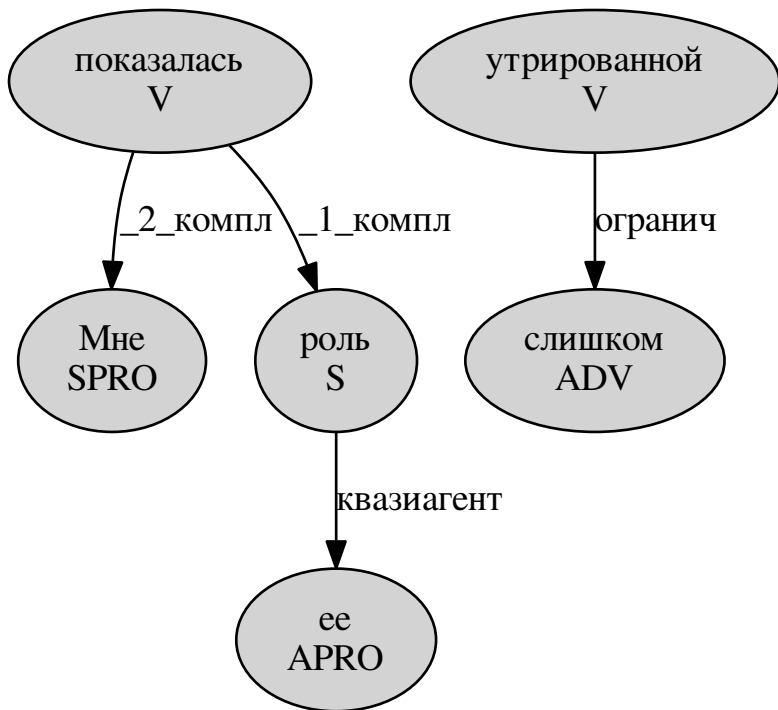 показалась
V
утрированной
V
_2_компл
_1_компл
огранич
Мне
SPRO
роль
S
слишком
ADV
квазиагент
ее
APRO